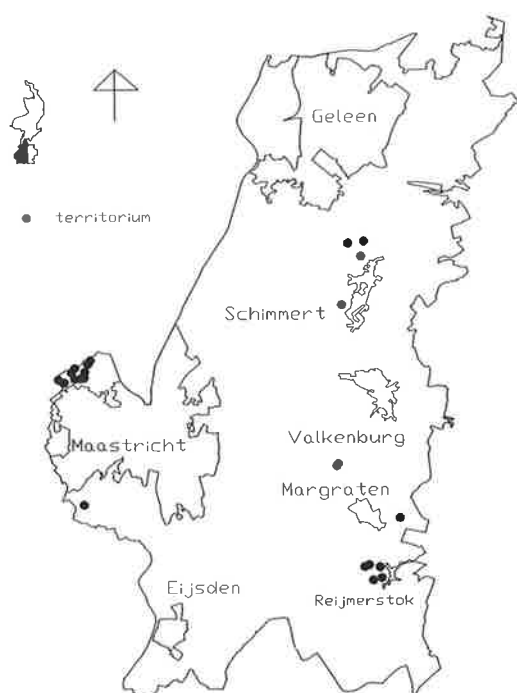 Geleen
territorium
Schimmert
Maastricht
Valkenburg
Margraten
Eijsden
Reijmerstok